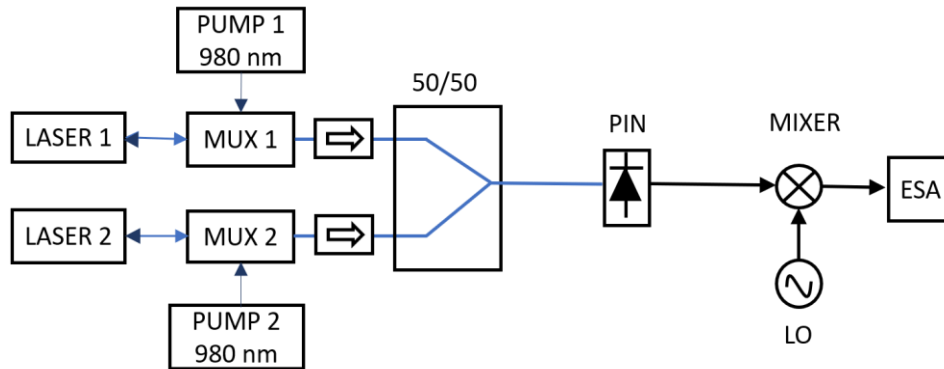 PUMP 1
980 nm
50/50
LASER 1
MUX 1
PIN
MIXER
ESA
LASER 2
MUX 2
PUMP 2
980 nm
LO